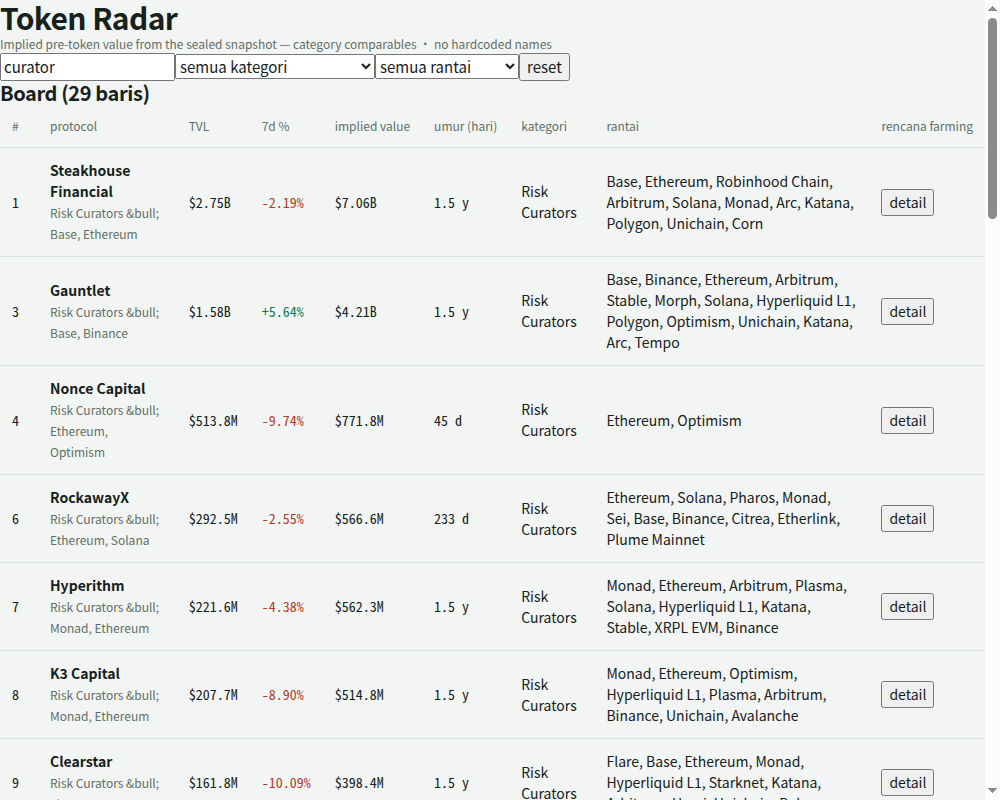 Token Radar
Implied pre-token value from the sealed snapshot — category comparables • no hardcoded names
curator semua kategori semua rantai reset
Board (29 baris)
# protocol TVL 7d % implied value umur (hari) kategori rantai rencana farming
1 Steakhouse Financial Risk Curators &bull; Base, Ethereum $2.75B -2.19% $7.06B 1.5 y Risk Curators Base, Ethereum, Robinhood Chain, Arbitrum, Solana, Monad, Arc, Katana, Polygon, Unichain, Corn detail
3 Gauntlet Risk Curators &bull; Base, Binance $1.58B +5.64% $4.21B 1.5 y Risk Curators Base, Binance, Ethereum, Arbitrum, Stable, Morph, Solana, Hyperliquid L1, Polygon, Optimism, Unichain, Katana, Arc, Tempo detail
4 Nonce Capital Risk Curators &bull; Ethereum, Optimism $513.8M -9.74% $771.8M 45 d Risk Curators Ethereum, Optimism detail
6 RockawayX Risk Curators &bull; Ethereum, Solana $292.5M -2.55% $566.6M 233 d Risk Curators Ethereum, Solana, Pharos, Monad, Sei, Base, Binance, Citrea, Etherlink, Plume Mainnet detail
7 Hyperithm Risk Curators &bull; Monad, Ethereum $221.6M -4.38% $562.3M 1.5 y Risk Curators Monad, Ethereum, Arbitrum, Plasma, Solana, Hyperliquid L1, Katana, Stable, XRPL EVM, Binance detail
8 K3 Capital Risk Curators &bull; Monad, Ethereum $207.7M -8.90% $514.8M 1.5 y Risk Curators Monad, Ethereum, Optimism, Hyperliquid L1, Plasma, Arbitrum, Binance, Unichain, Avalanche detail
9 Clearstar Risk Curators &bull; $161.8M -10.09% $398.4M 1.5 y Risk Curators Flare, Base, Ethereum, Monad, Hyperliquid L1, Starknet, Katana, detail